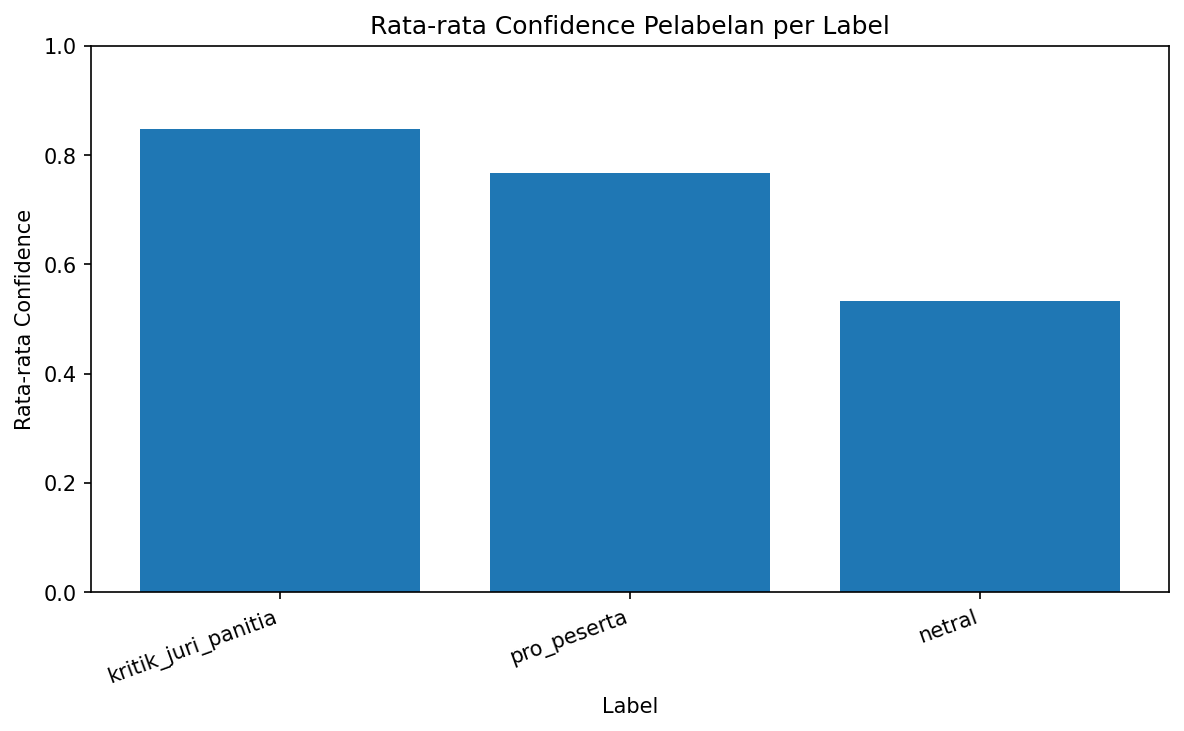 Rata-rata Confidence Pelabelan per Label
Rata-rata Confidence
1.0
0.8
0.6
0.4
0.2
0.0
kritik_juri_panitia
pro_peserta
netral
Label